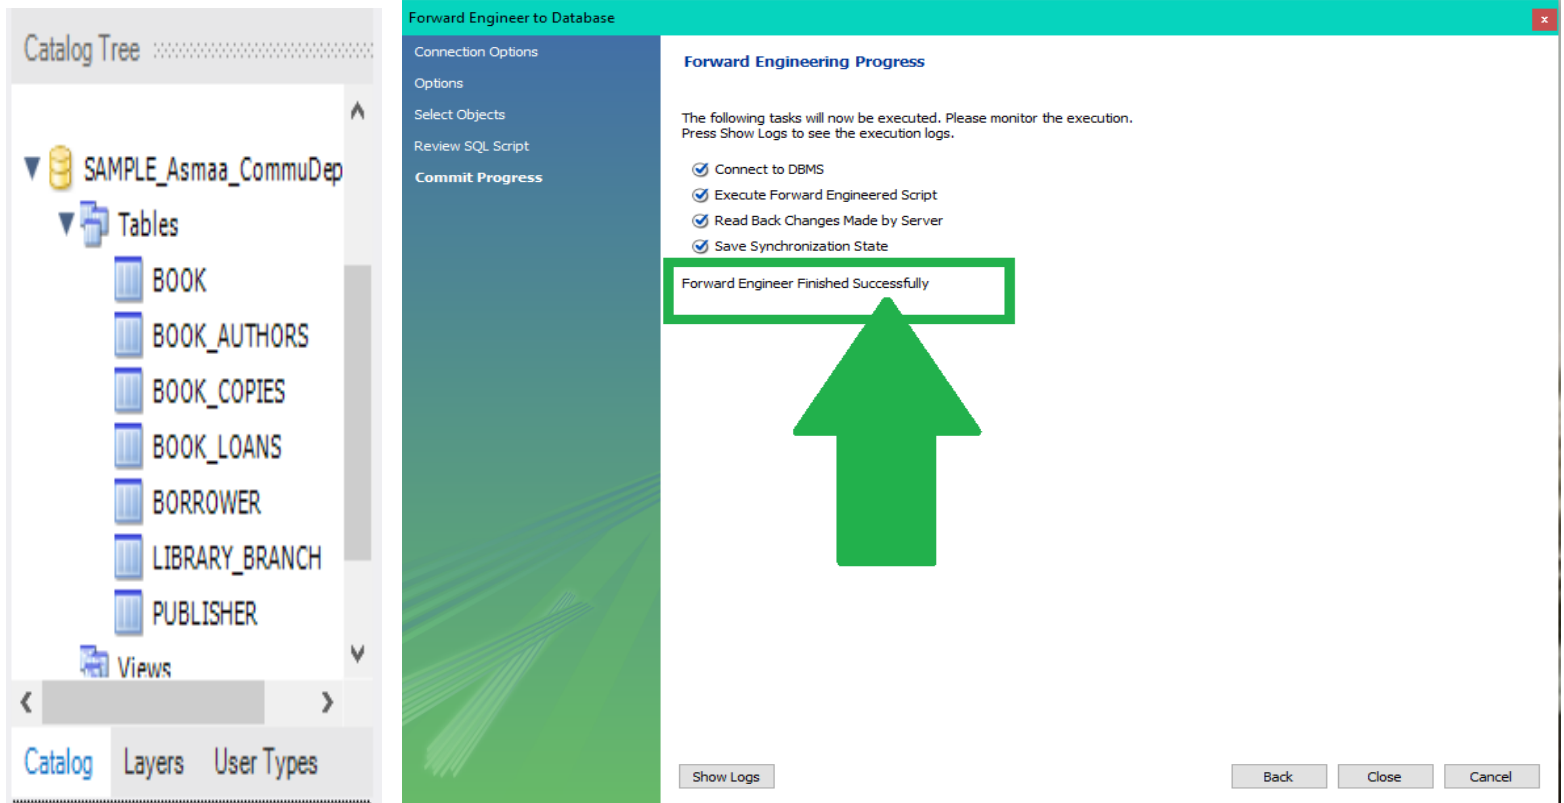 Catalog Tree
SAMPLE_Asmaa_CommuDep
Tables
BOOK
BOOK_AUTHORS
BOOK_COPIES
BOOK_LOANS
BORROWER
LIBRARY_BRANCH
PUBLISHER
Views
Catalog Layers User Types
Forward Engineer to Database
x
Connection Options
Options
Select Objects
Review SQL Script
Commit Progress
Forward Engineering Progress
The following tasks will now be executed. Please monitor the execution.
Press Show Logs to see the execution logs.
Connect to DBMS
Execute Forward Engineered Script
Read Back Changes Made by Server
Save Synchronization State
Forward Engineer Finished Successfully
Show Logs Back Close Cancel